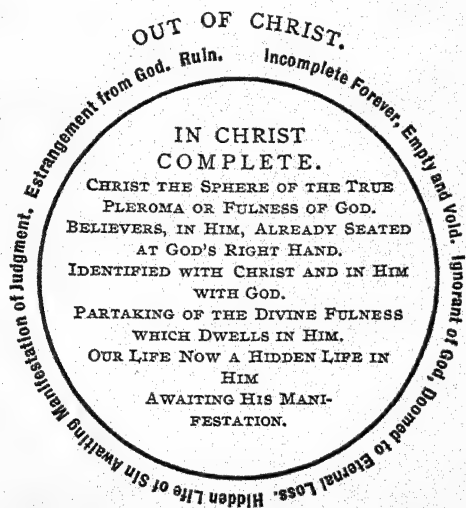 OUT OF CHRIST.
Incomplete Forever, Empty and Void. Ignorant of God, Doomed to Eternal Loss. Hidden Life of Sin Awaiting Manifestation of Judgment. Estrangement from God. Ruin.
IN CHRIST
COMPLETE.
CHRIST THE SPHERE OF THE TRUE
PLEROMA OR FULNESS OF GOD.
BELIEVERS, IN HIM, ALREADY SEATED
AT GOD'S RIGHT HAND.
IDENTIFIED WITH CHRIST AND IN HIM
WITH GOD.
PARTAKING OF THE DIVINE FULNESS
WHICH DWELLS IN HIM.
OUR LIFE NOW A HIDDEN LIFE IN
HIM
AWAITING HIS MANI-
FESTATION.